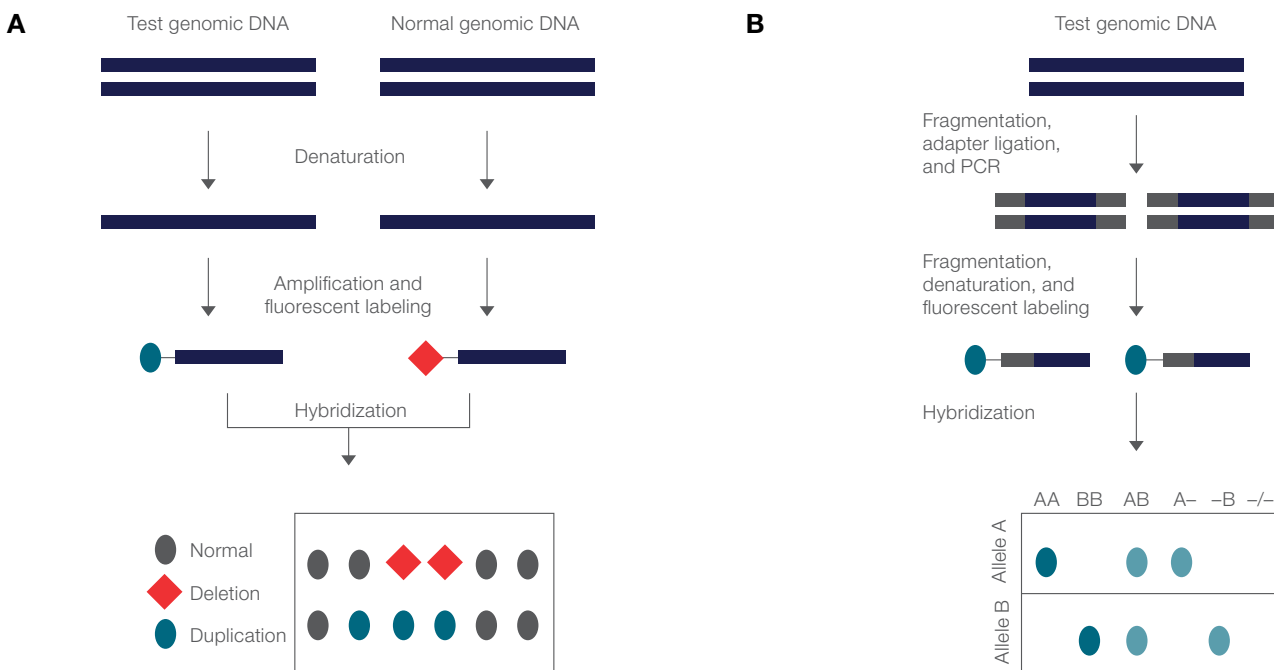 A
Test genomic DNA
Normal genomic DNA
Denaturation
Amplification and
fluorescent labeling
Hybridization
Normal
Deletion
Duplication
B
Test genomic DNA
Fragmentation,
adapter ligation,
and PCR
Fragmentation,
denaturation, and
fluorescent labeling
Hybridization
AA BB AB A– –B –/–
Allele A
Allele B